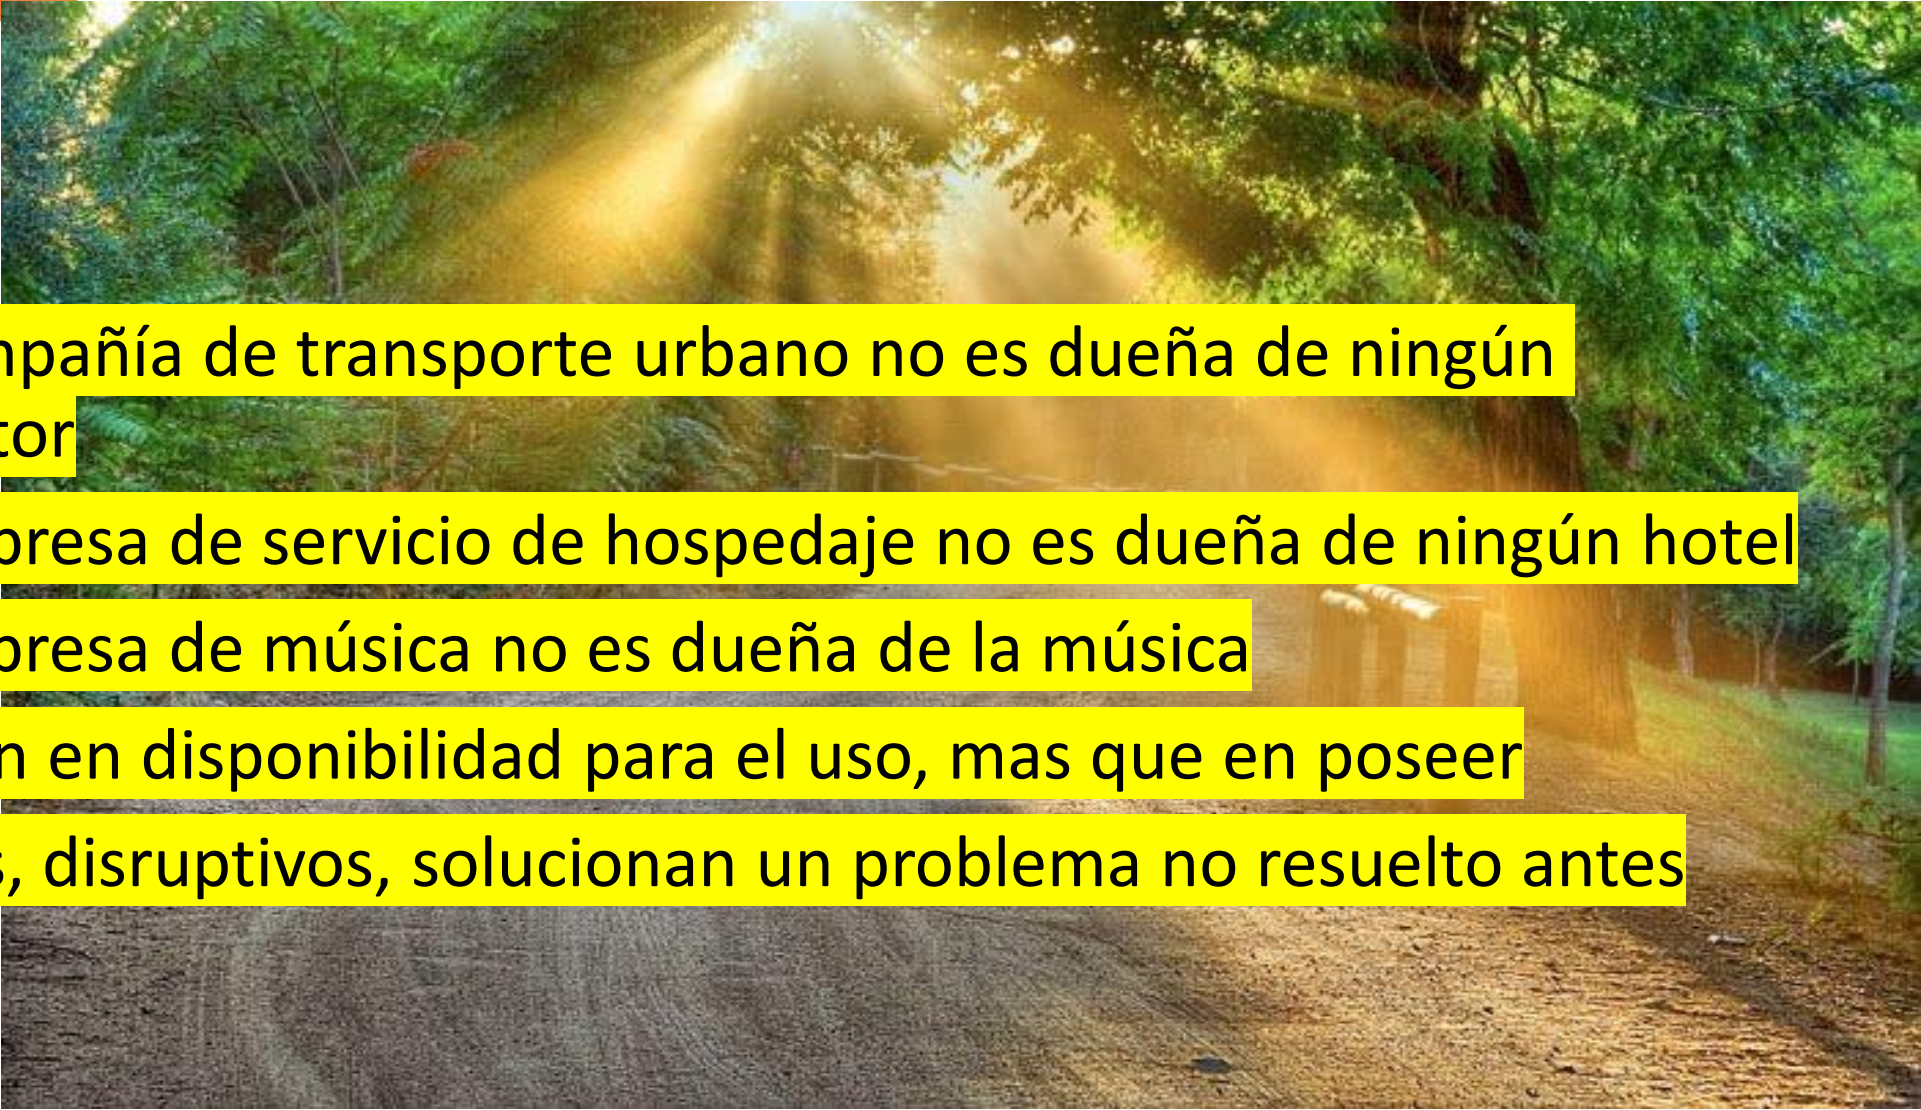 mpañía de transporte urbano no es dueña de ningún
tor
presa de servicio de hospedaje no es dueña de ningún hotel
presa de música no es dueña de la música
n en disponibilidad para el uso, mas que en poseer
s, disruptivos, solucionan un problema no resuelto antes